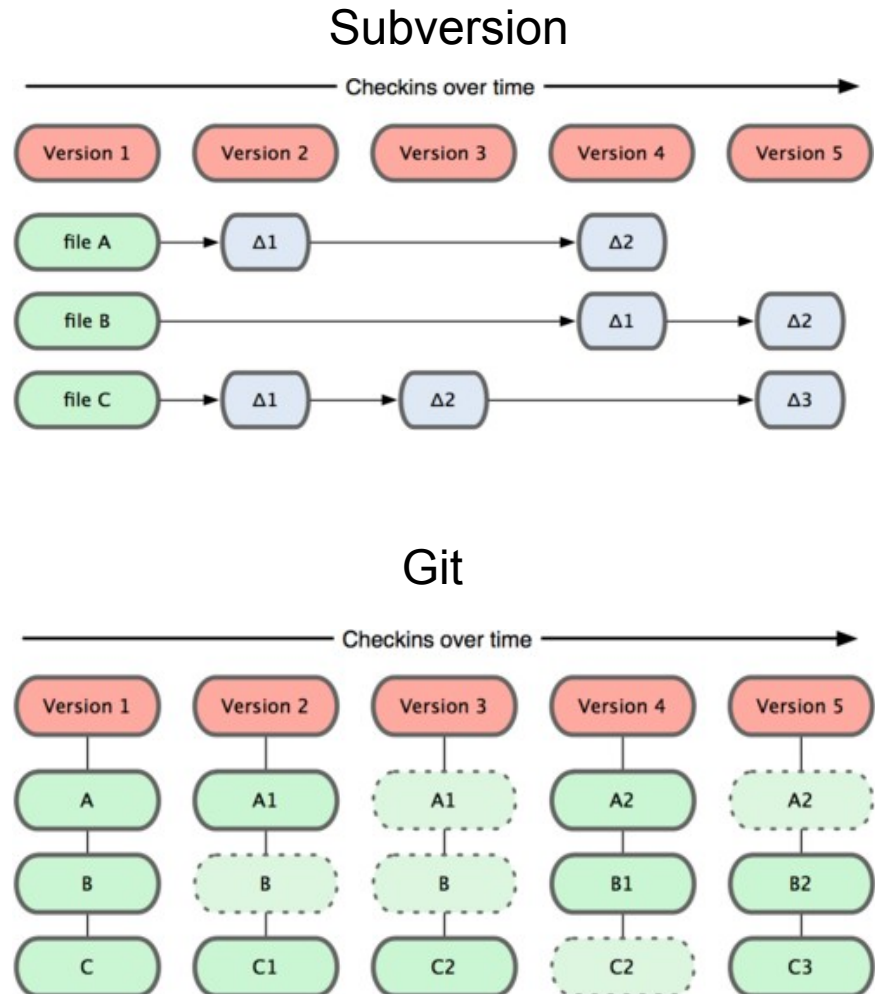 Subversion
Checkins over time
Version 1 Version 2 Version 3 Version 4 Version 5
file A Δ1 Δ2
file B Δ1 Δ2
file C Δ1 Δ2 Δ3
Git
Checkins over time
Version 1 Version 2 Version 3 Version 4 Version 5
A A1 A1 A2 A2
B B B B1 B2
C C1 C2 C2 C3